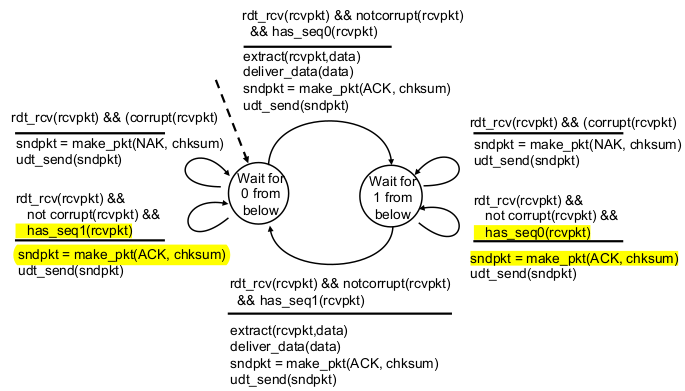 rdt_rcv(rcvpkt) && notcorrupt(rcvpkt)
&& has_seq0(rcvpkt)
extract(rcvpkt,data)
deliver_data(data)
sndpkt = make_pkt(ACK, chksum)
udt_send(sndpkt)
rdt_rcv(rcvpkt) && (corrupt(rcvpkt)
sndpkt = make_pkt(NAK, chksum)
udt_send(sndpkt)
rdt_rcv(rcvpkt) &&
not corrupt(rcvpkt) &&
has_seq1(rcvpkt)
sndpkt = make_pkt(ACK, chksum)
udt_send(sndpkt)
Wait for
0 from
below
Wait for
1 from
below
rdt_rcv(rcvpkt) && (corrupt(rcvpkt)
sndpkt = make_pkt(NAK, chksum)
udt_send(sndpkt)
rdt_rcv(rcvpkt) &&
not corrupt(rcvpkt) &&
has_seq0(rcvpkt)
sndpkt = make_pkt(ACK, chksum)
udt_send(sndpkt)
rdt_rcv(rcvpkt) && notcorrupt(rcvpkt)
&& has_seq1(rcvpkt)
extract(rcvpkt,data)
deliver_data(data)
sndpkt = make_pkt(ACK, chksum)
udt_send(sndpkt)